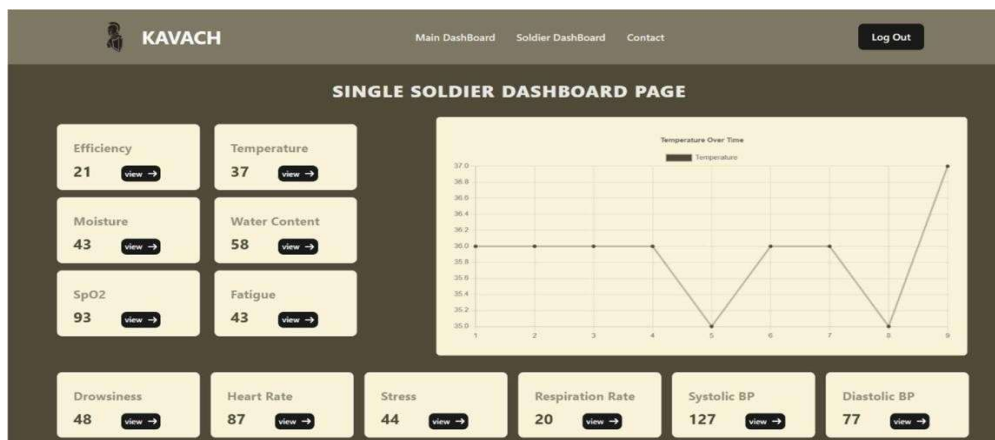 KAVACH
Main DashBoard Soldier DashBoard Contact
Log Out
SINGLE SOLDIER DASHBOARD PAGE
Efficiency
21 view →
Temperature
37 view →
Moisture
43 view →
Water Content
58 view →
SpO2
93 view →
Fatigue
43 view →
Temperature Over Time
Temperature
37.0
36.8
36.6
36.4
36.2
36.0
35.8
35.6
35.4
35.2
35.0
1 2 3 4 5 6 7 8 9
Drowsiness
48 view →
Heart Rate
87 view →
Stress
44 view →
Respiration Rate
20 view →
Systolic BP
127 view →
Diastolic BP
77 view →